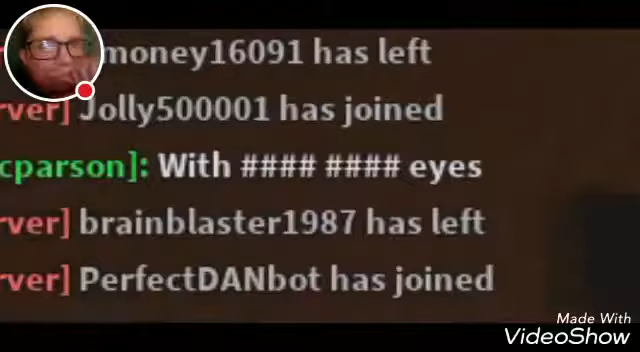 money16091 has left
rver] Jolly500001 has joined
cparson]: With #### #### eyes
rver] brainblaster1987 has left
rver] PerfectDANbot has joined
Made With
VideoShow